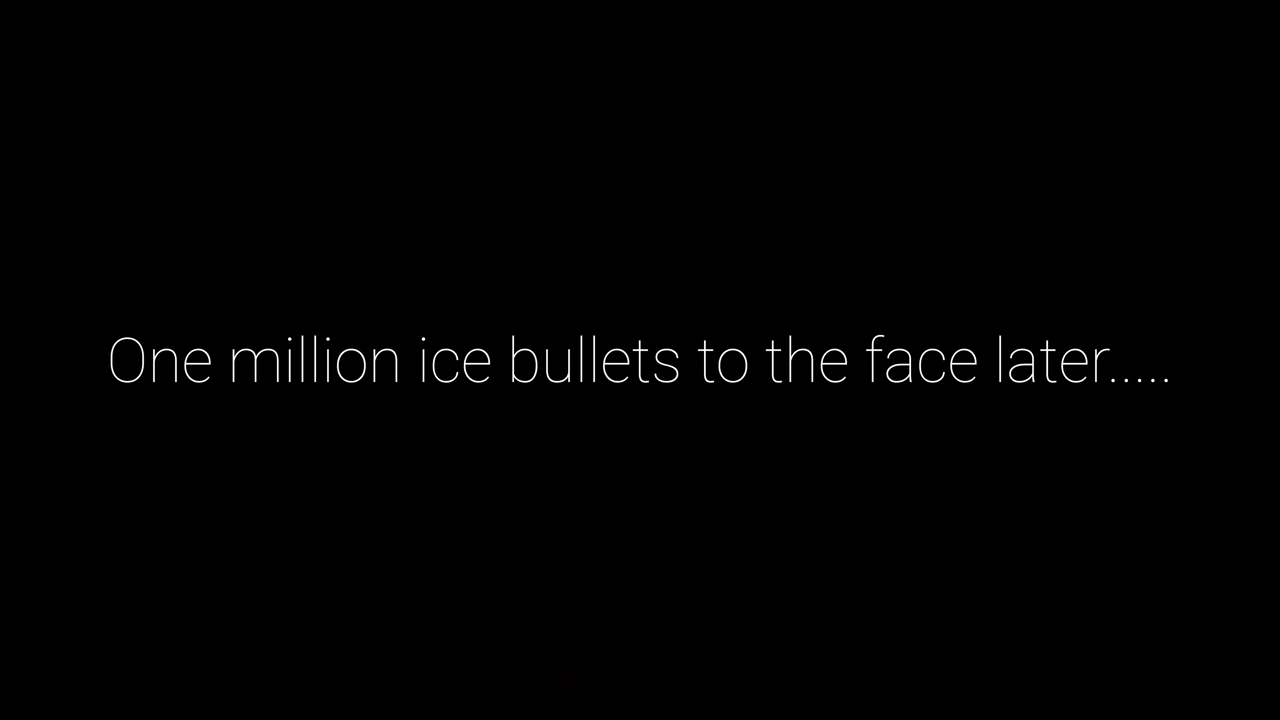 One million ice bullets to the face later.....